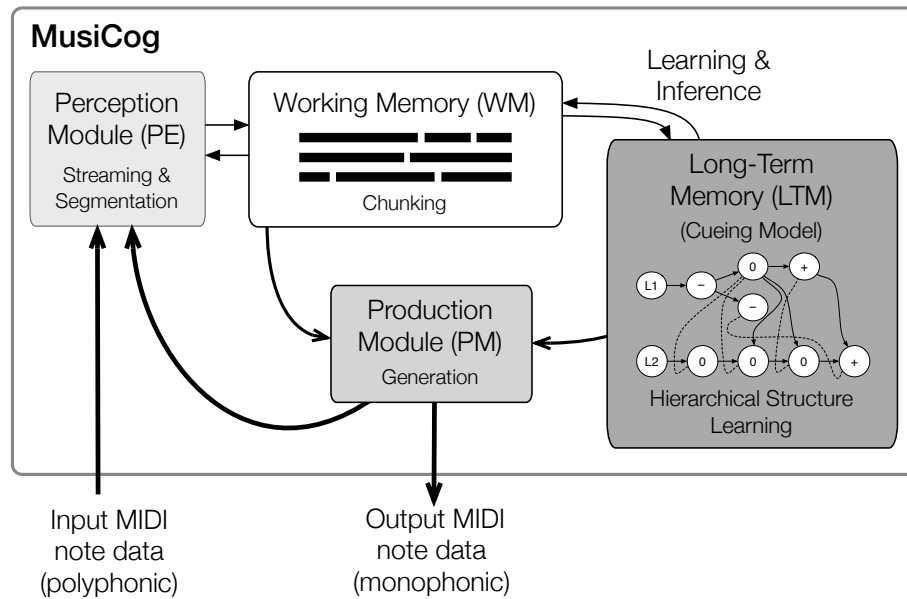 MusiCog
Perception
Module (PE)
Streaming &
Segmentation
Working Memory (WM)
Chunking
Learning &
Inference
Long-Term
Memory (LTM)
(Cueing Model)
L1
−
0
+
−
L2
0
0
0
+
Hierarchical Structure
Learning
Production
Module (PM)
Generation
Input MIDI
note data
(polyphonic)
Output MIDI
note data
(monophonic)